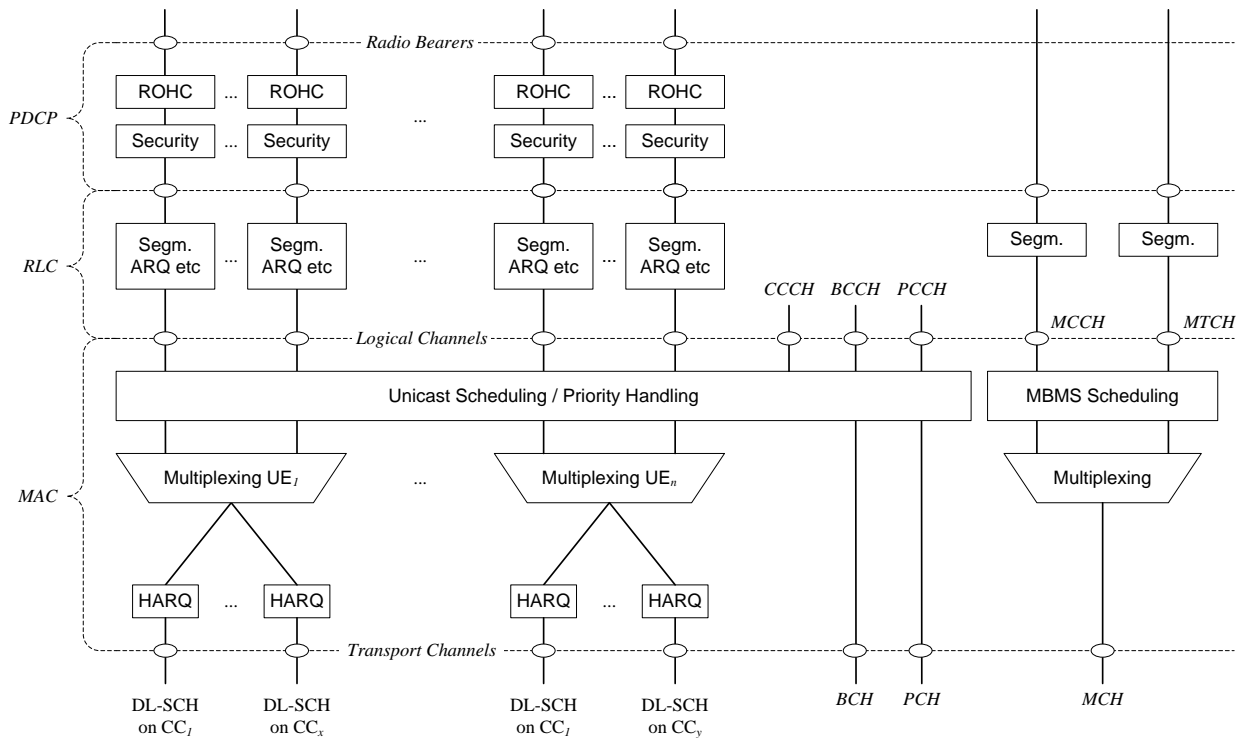 Radio Bearers
ROHC ... ROHC ... ROHC ... ROHC
PDCP
Security ... Security Security ... Security
Segm. ARQ etc ... Segm. ARQ etc ... Segm. ARQ etc ... Segm. ARQ etc Segm. Segm.
RLC
CCCH BCCH PCCH
MCCH MTCH
Logical Channels
Unicast Scheduling / Priority Handling MBMS Scheduling
Multiplexing UE1 ... Multiplexing UEn Multiplexing
MAC
HARQ ... HARQ HARQ ... HARQ
Transport Channels
DL-SCH on CC1 DL-SCH on CCx DL-SCH on CC1 DL-SCH on CCy BCH PCH MCH